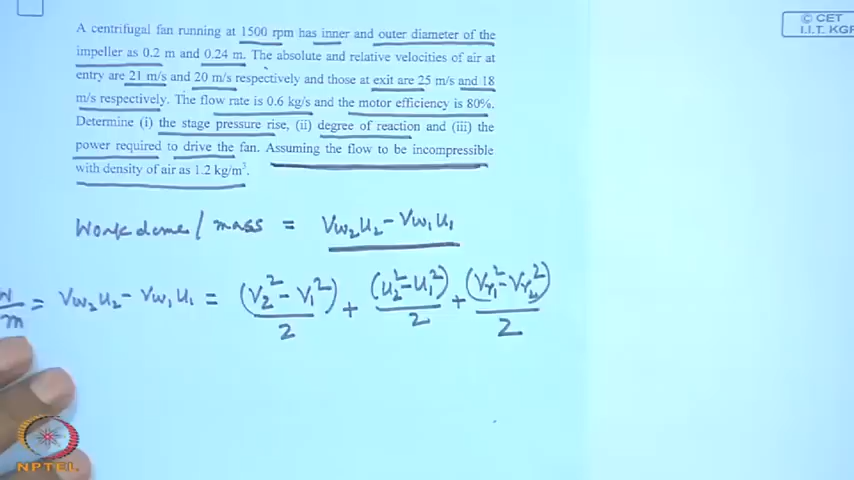 © CET
I.I.T. KGP
A centrifugal fan running at 1500 rpm has inner and outer diameter of the
impeller as 0.2 m and 0.24 m. The absolute and relative velocities of air at
entry are 21 m/s and 20 m/s respectively and those at exit are 25 m/s and 18
m/s respectively. The flow rate is 0.6 kg/s and the motor efficiency is 80%.
Determine (i) the stage pressure rise, (ii) degree of reaction and (iii) the
power required to drive the fan. Assuming the flow to be incompressible
with density of air as 1.2 kg/m³.
Work done / mass = Vw₂u₂ - Vw₁u₁
W/m = Vw₂u₂ - Vw₁u₁ = (V₂² - V₁²)/2 + (u₂² - u₁²)/2 + (Vr₁² - Vr₂²)/2
NPTEL